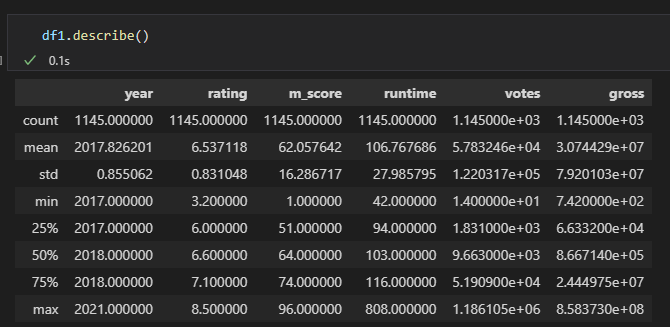 df1.describe()
0.1s
year rating m_score runtime votes gross
count 1145.000000 1145.000000 1145.000000 1145.000000 1.145000e+03 1.145000e+03
mean 2017.826201 6.537118 62.057642 106.767686 5.783246e+04 3.074429e+07
std 0.855062 0.831048 16.286717 27.985795 1.220317e+05 7.920103e+07
min 2017.000000 3.200000 1.000000 42.000000 1.400000e+01 7.420000e+02
25% 2017.000000 6.000000 51.000000 94.000000 1.831000e+03 6.633200e+04
50% 2018.000000 6.600000 64.000000 103.000000 9.663000e+03 8.667140e+05
75% 2018.000000 7.100000 74.000000 116.000000 5.190900e+04 2.444975e+07
max 2021.000000 8.500000 96.000000 808.000000 1.186105e+06 8.583730e+08